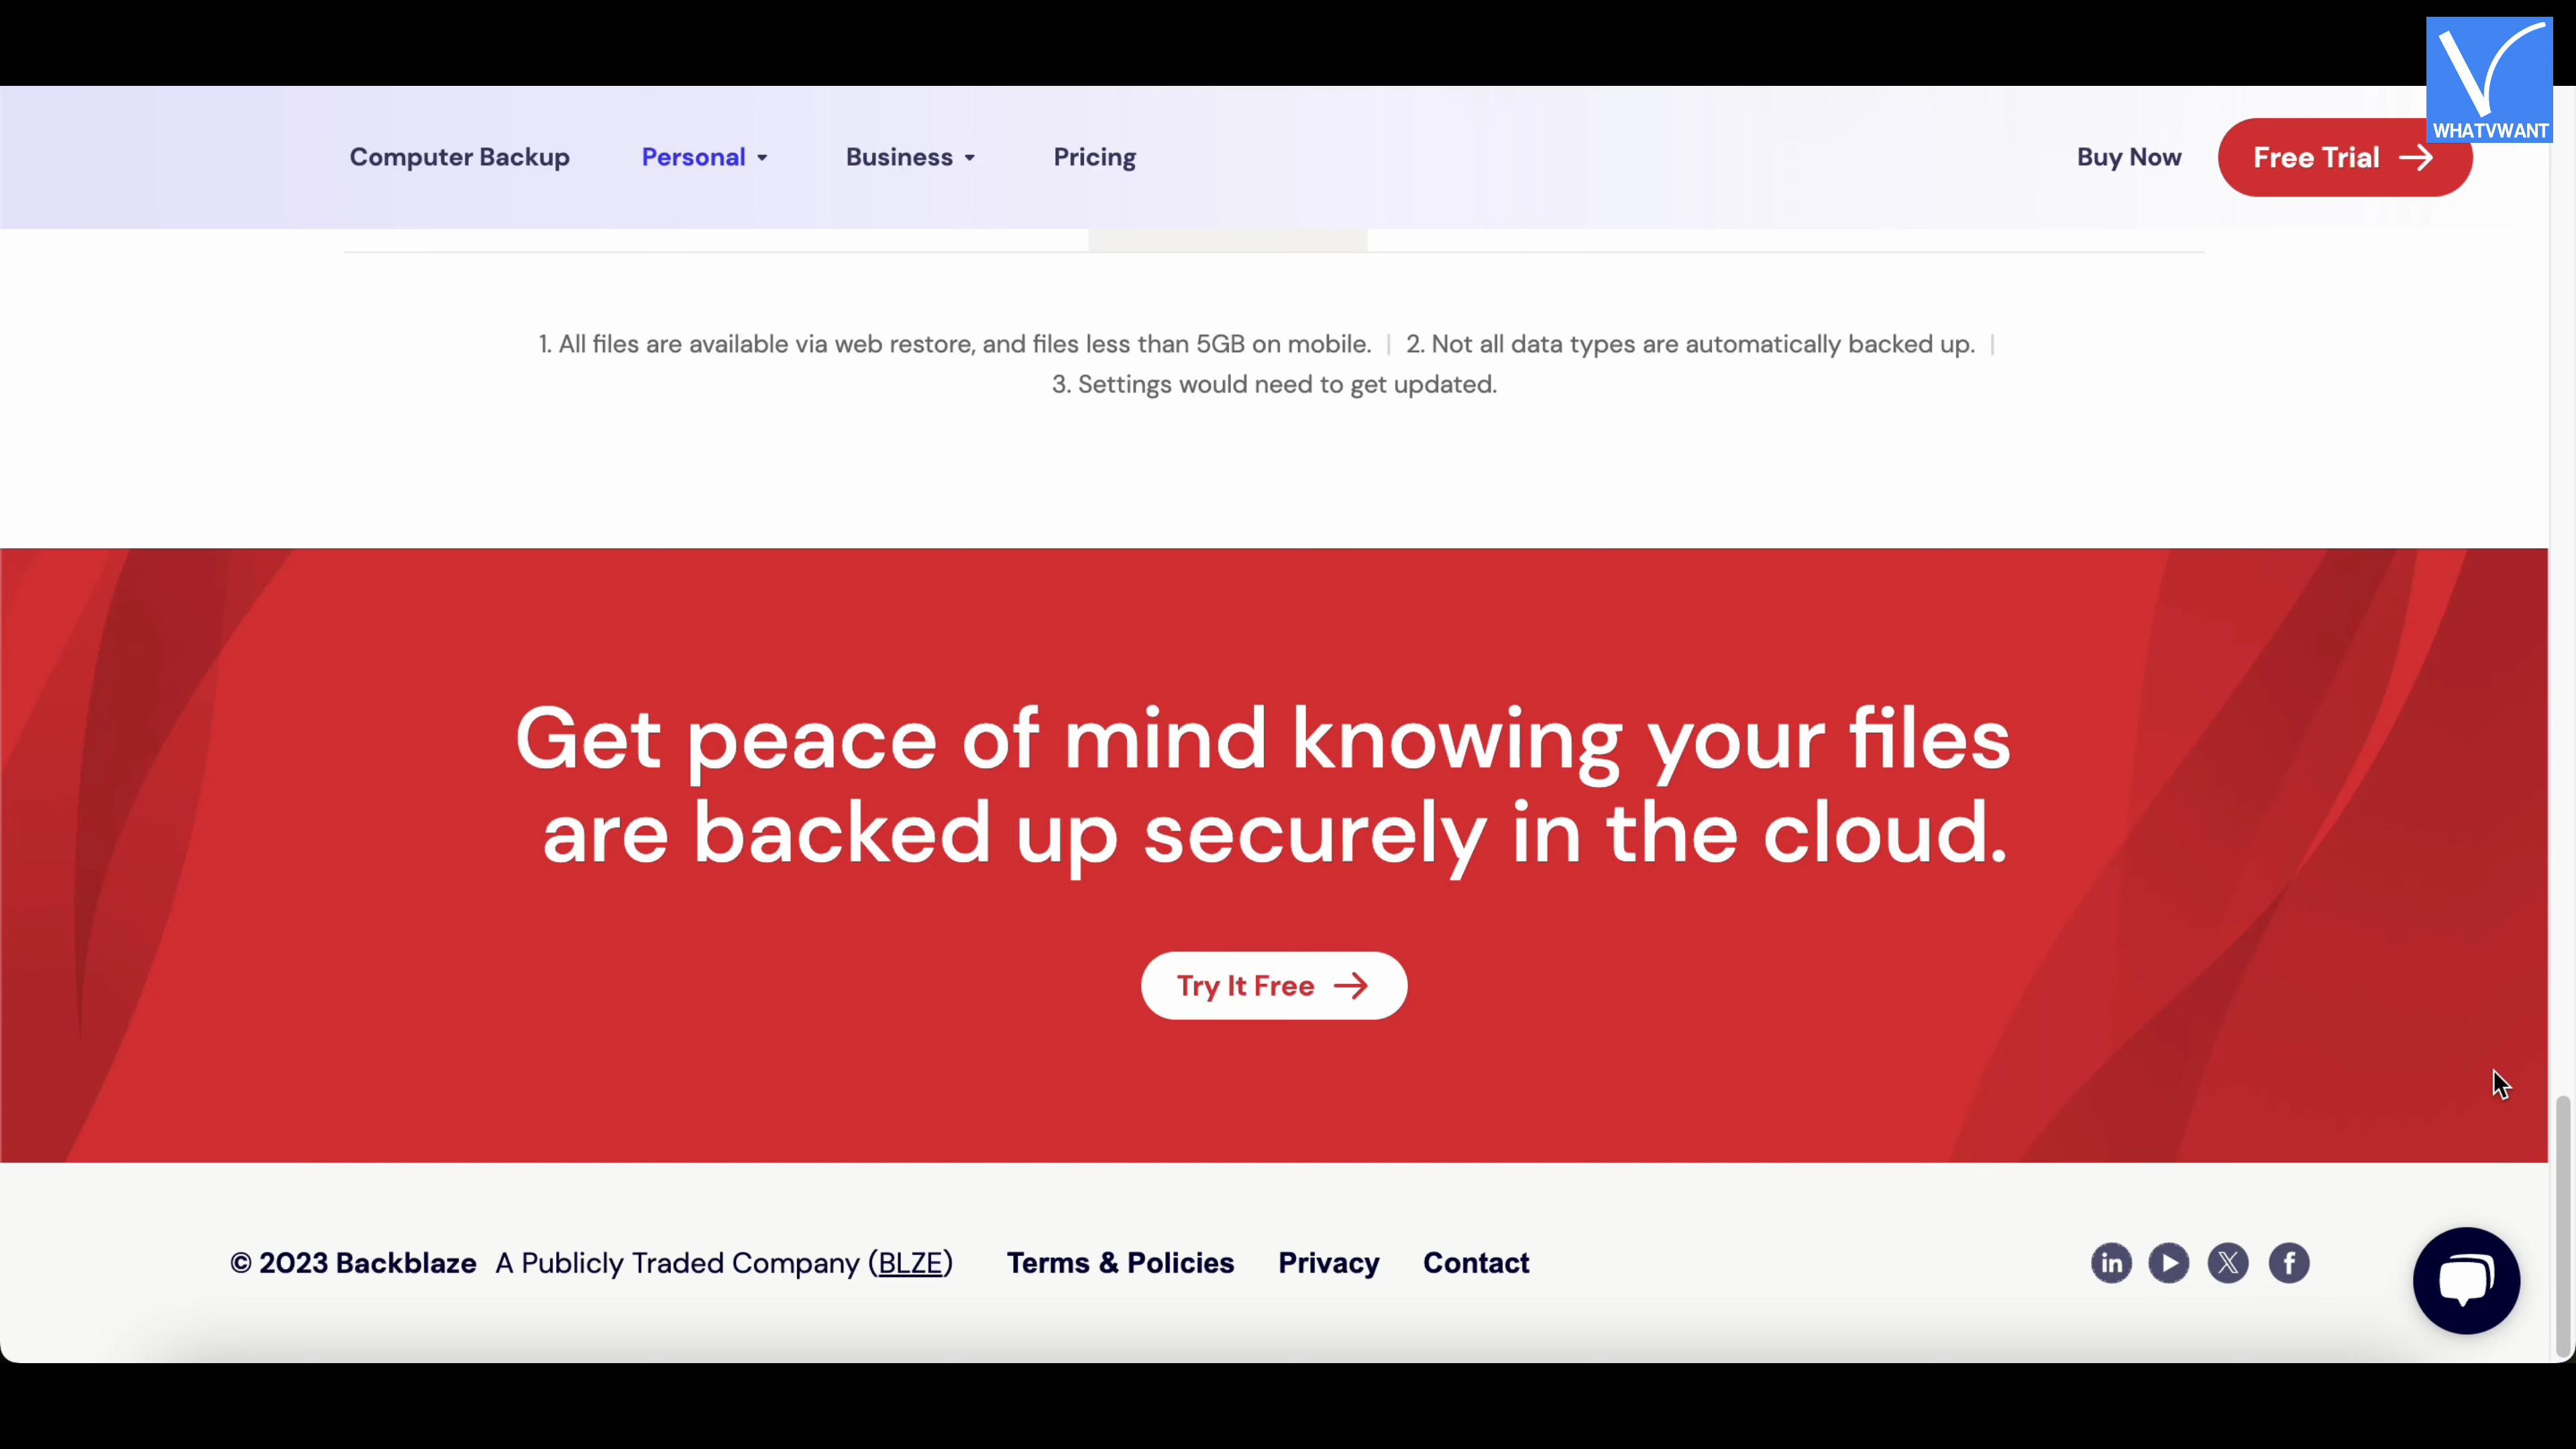 WHATVWANT
Computer Backup Personal Business Pricing Buy Now Free Trial
1. All files are available via web restore, and files less than 5GB on mobile. | 2. Not all data types are automatically backed up. |
3. Settings would need to get updated.
Get peace of mind knowing your files
are backed up securely in the cloud.
Try It Free
© 2023 Backblaze A Publicly Traded Company (BLZE) Terms & Policies Privacy Contact